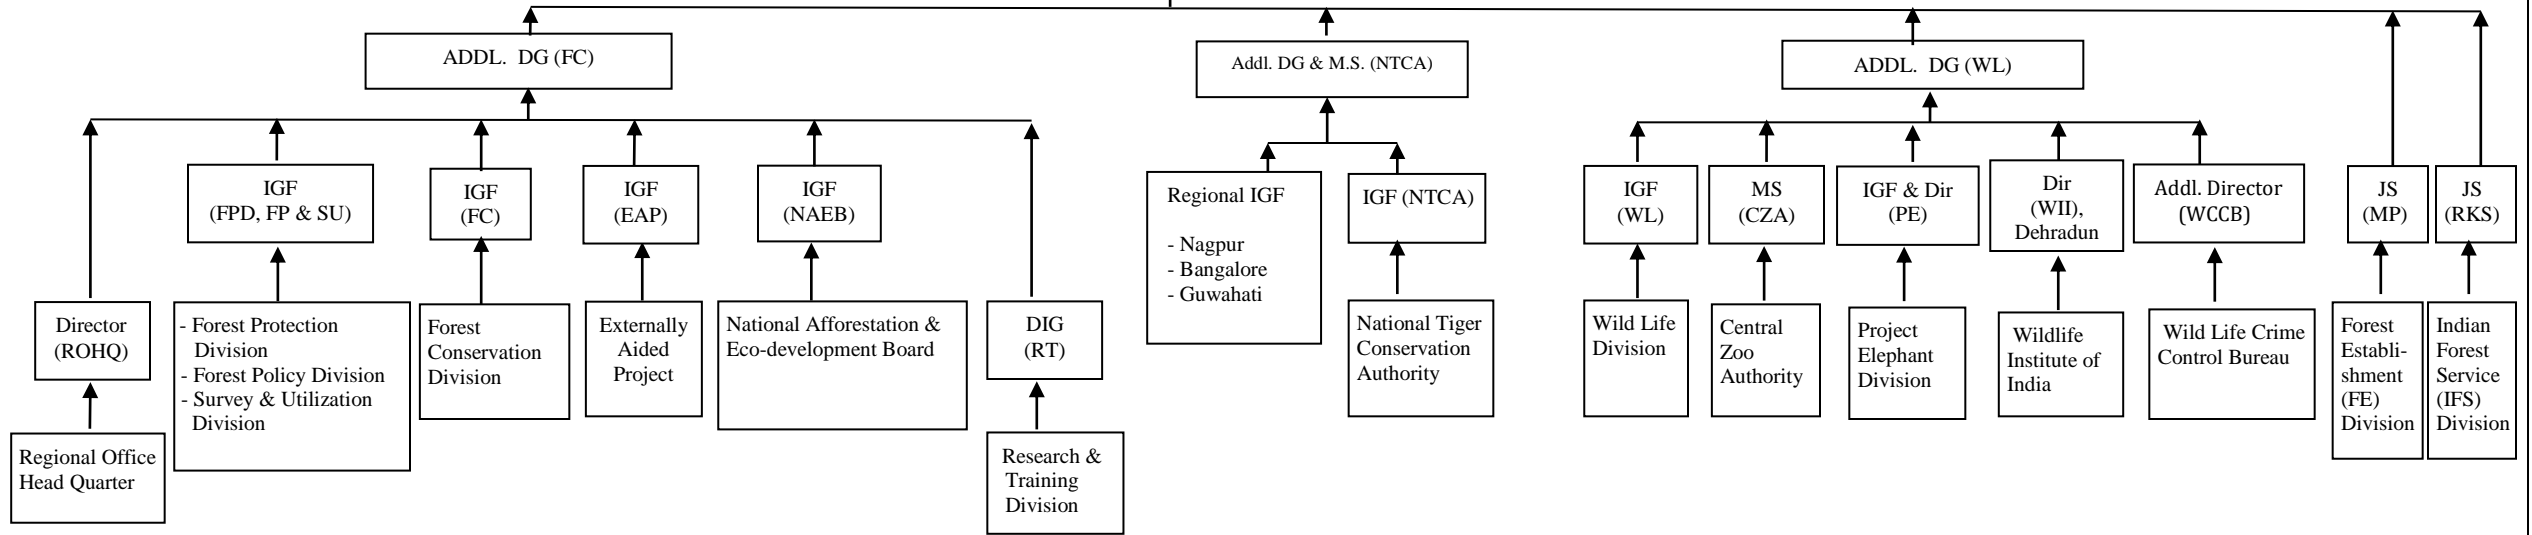 ADDL. DG (FC)
Addl. DG & M.S. (NTCA)
ADDL. DG (WL)
IGF
(FPD, FP & SU)
IGF
(FC)
IGF
(EAP)
IGF
(NAEB)
Regional IGF
- Nagpur
- Bangalore
- Guwahati
IGF (NTCA)
IGF
(WL)
MS
(CZA)
IGF & Dir
(PE)
Dir
(WII),
Dehradun
Addl. Director
(WCCB)
JS
(MP)
JS
(RKS)
Director
(ROHQ)
- Forest Protection
Division
- Forest Policy Division
- Survey & Utilization
Division
Forest
Conservation
Division
Externally
Aided
Project
National Afforestation &
Eco-development Board
DIG
(RT)
National Tiger
Conservation
Authority
Wild Life
Division
Central
Zoo
Authority
Project
Elephant
Division
Wildlife
Institute of
India
Wild Life Crime
Control Bureau
Forest
Establi-
shment
(FE)
Division
Indian
Forest
Service
(IFS)
Division
Regional Office
Head Quarter
Research &
Training
Division